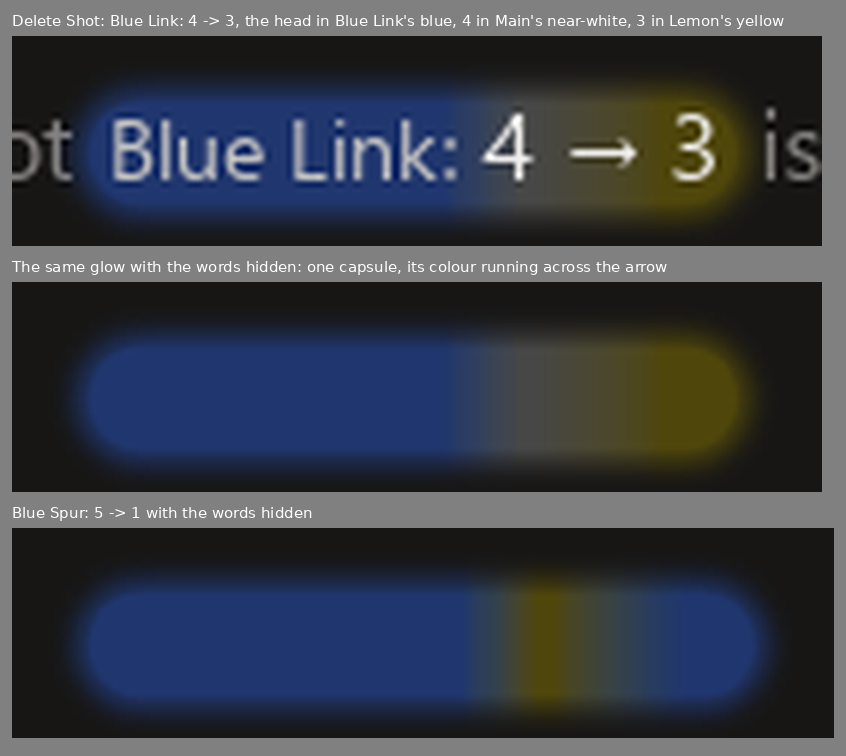 Delete Shot: Blue Link: 4 -> 3, the head in Blue Link's blue, 4 in Main's near-white, 3 in Lemon's yellow
ot Blue Link: 4 → 3 is
The same glow with the words hidden: one capsule, its colour running across the arrow
Blue Spur: 5 -> 1 with the words hidden